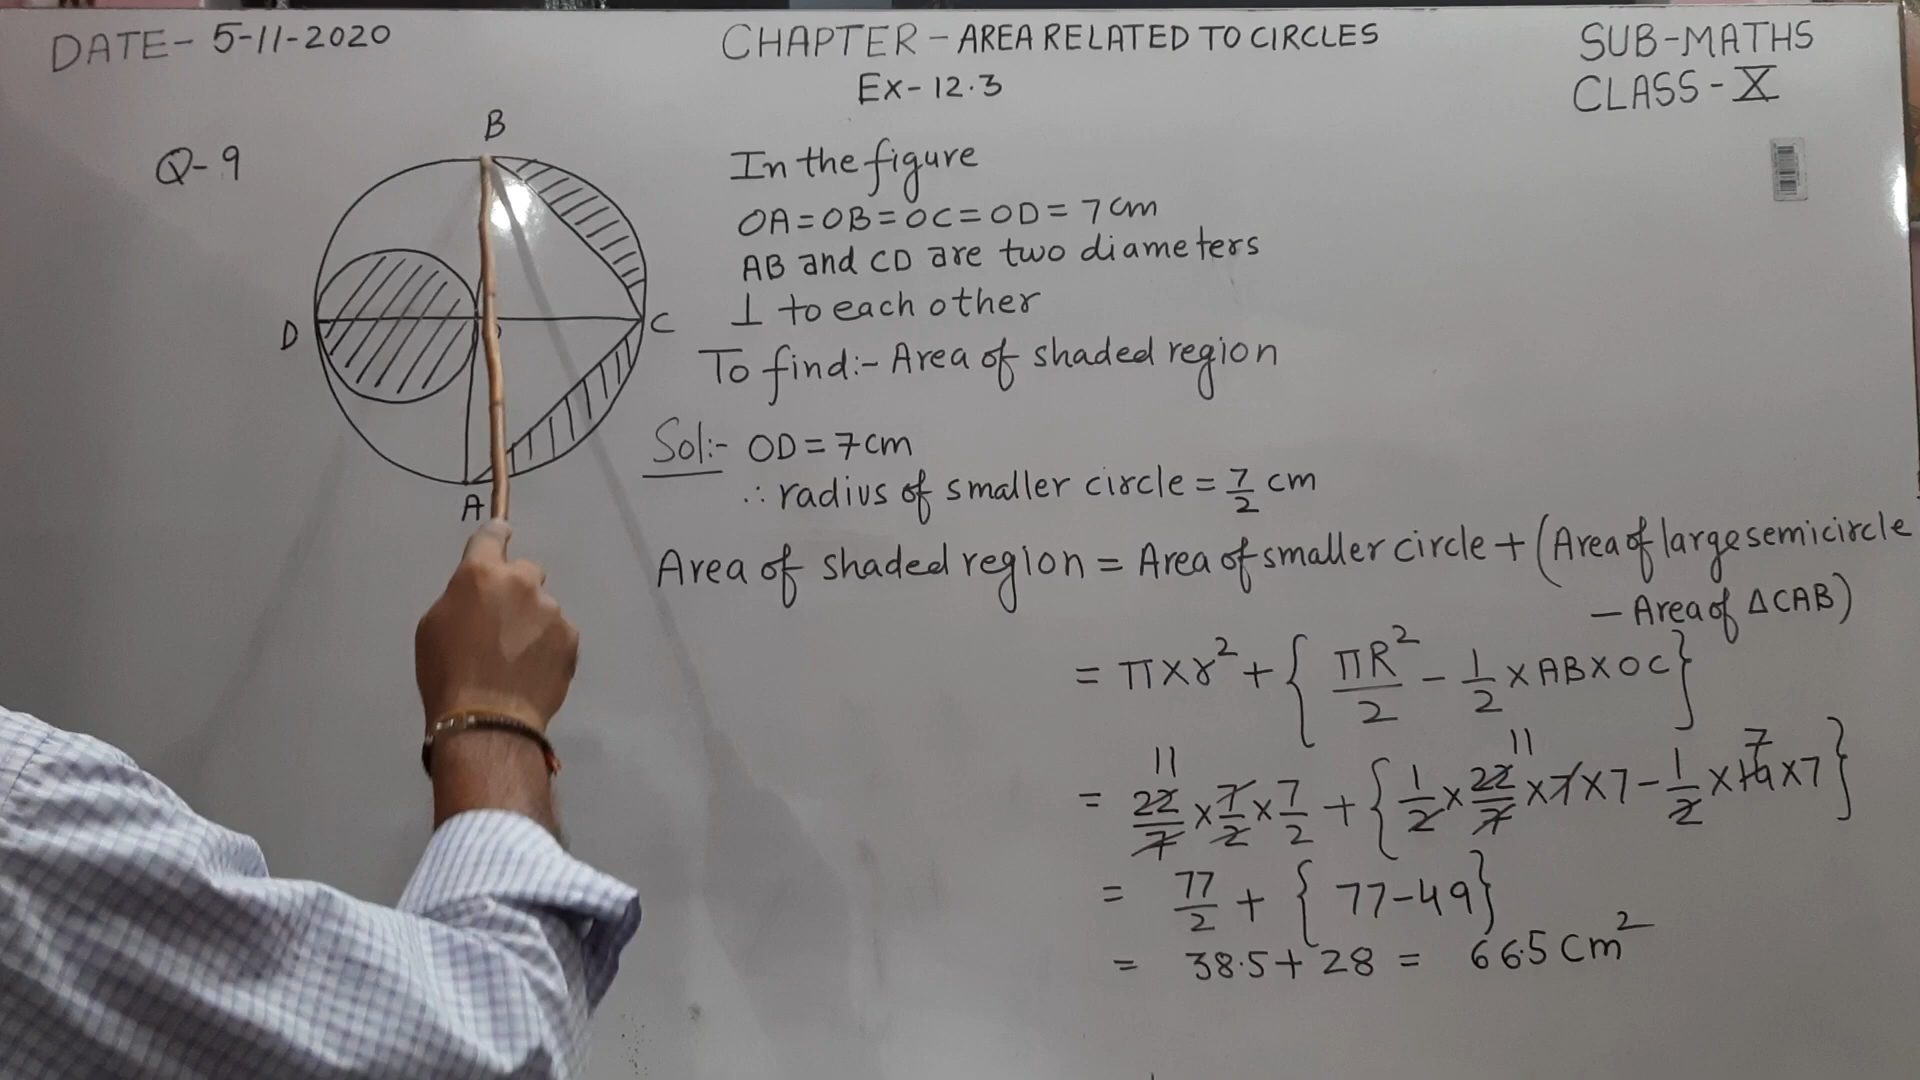 DATE- 5-11-2020
CHAPTER - AREA RELATED TO CIRCLES
SUB-MATHS
Ex- 12.3
CLASS - X
Q-9
B
D
C
A
In the figure
OA=OB=OC=OD= 7cm
AB and CD are two diameters
⊥ to each other
To find:- Area of shaded region
Sol:- OD = 7cm
∴ radius of smaller circle = 7/2 cm
Area of shaded region = Area of smaller circle + (Area of large semicircle
- Area of ΔCAB)
= π×r² + { πR²/2 - 1/2 × AB × OC }
= 11 22/7 × 7/2 × 7/2 + { 1/2 × 11 22/7 × 7 × 7 - 1/2 × 7 14 × 7 }
= 77/2 + { 77-49 }
= 38.5 + 28 = 66.5 cm²